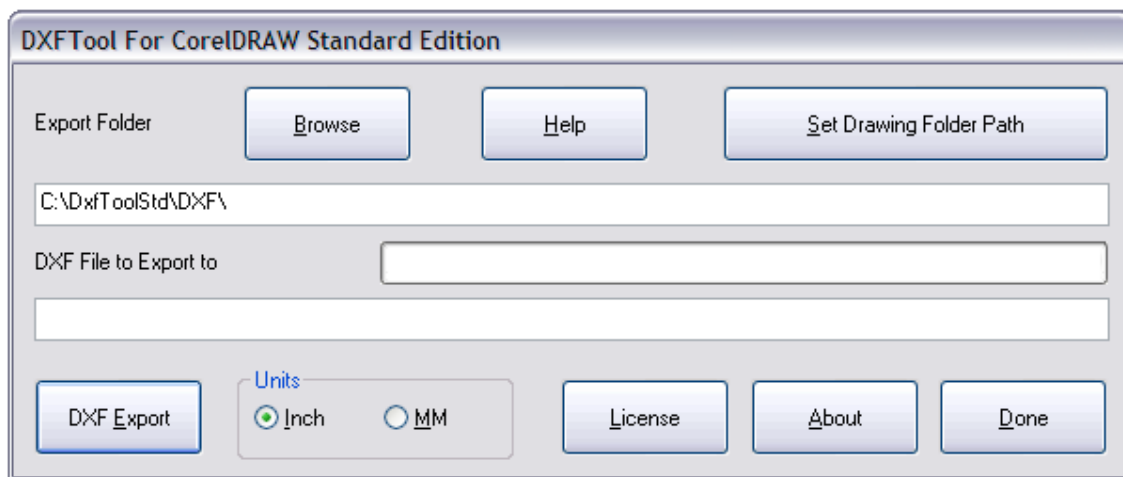 DXFTool For CorelDRAW Standard Edition
Export Folder Browse Help Set Drawing Folder Path
C:\DxfToolStd\DXF\
DXF File to Export to
Units
DXF Export Inch MM License About Done